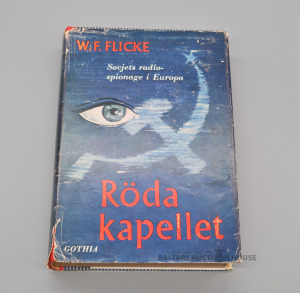 W. F. FLICKE
Sovjets radio-
spionage i Europa
Röda
kapellet
GOTHIA
BALTARS AUCTION HOUSE